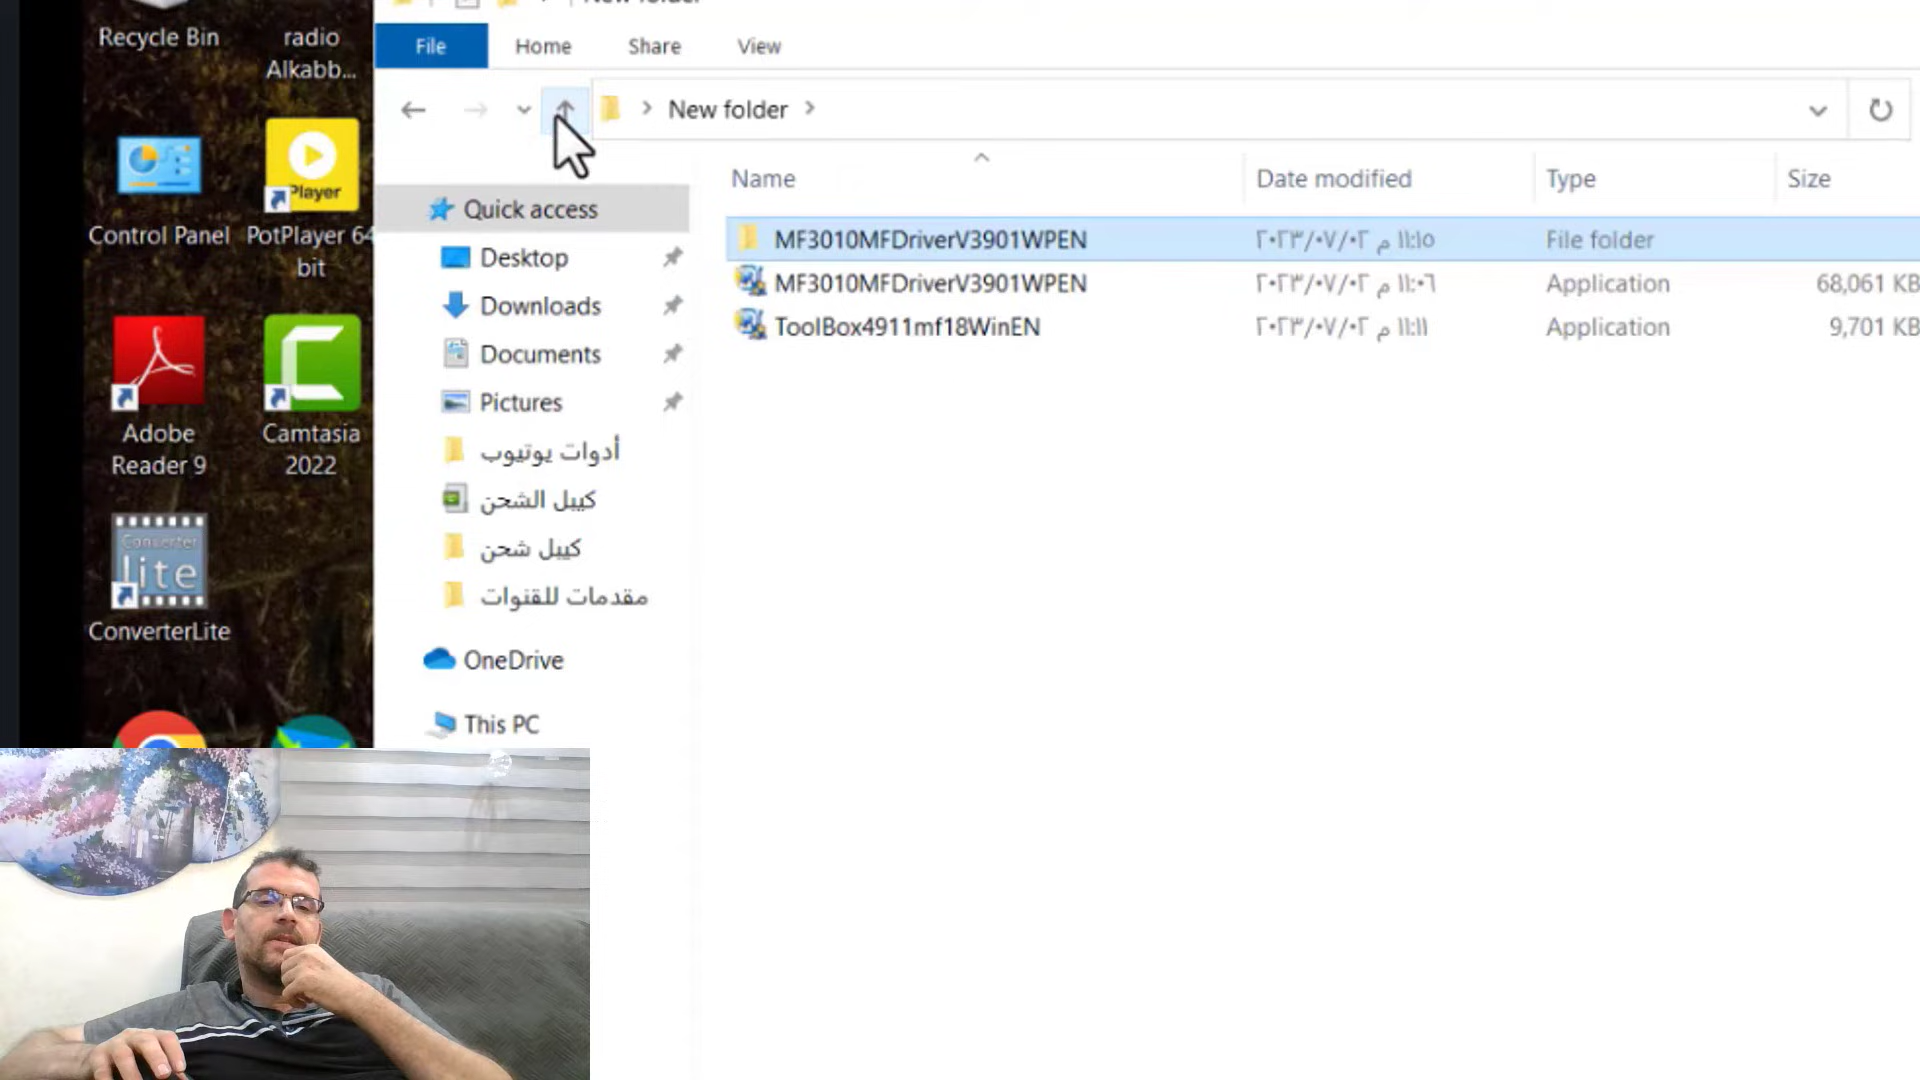 Recycle Bin
radio
Alkabb...
Control Panel
Player
PotPlayer 64
bit
Adobe
Reader 9
Camtasia
2022
Converter
lite
ConverterLite
New folder
File
Home
Share
View
New folder
Quick access
Desktop
Downloads
Documents
Pictures
أدوات يوتيوب
كيبل الشحن
كيبل شحن
مقدمات للقنوات
OneDrive
This PC
Name
Date modified
Type
Size
MF3010MFDriverV3901WPEN
٢٠٢٣/٠٧/٠٢ م ١١:١٥
File folder
MF3010MFDriverV3901WPEN
٢٠٢٣/٠٧/٠٢ م ١١:٠٦
Application
68,061 KB
ToolBox4911mf18WinEN
٢٠٢٣/٠٧/٠٢ م ١١:١١
Application
9,701 KB